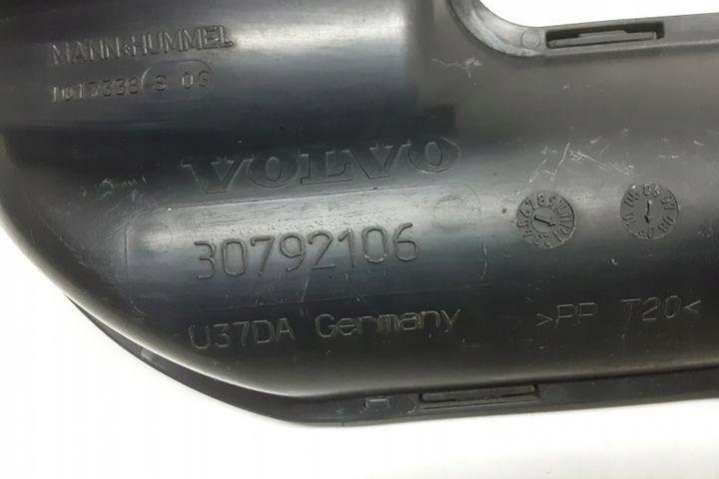 MANN+HUMMEL
VOLVO
30792106
U37DA Germany
>PP T20<